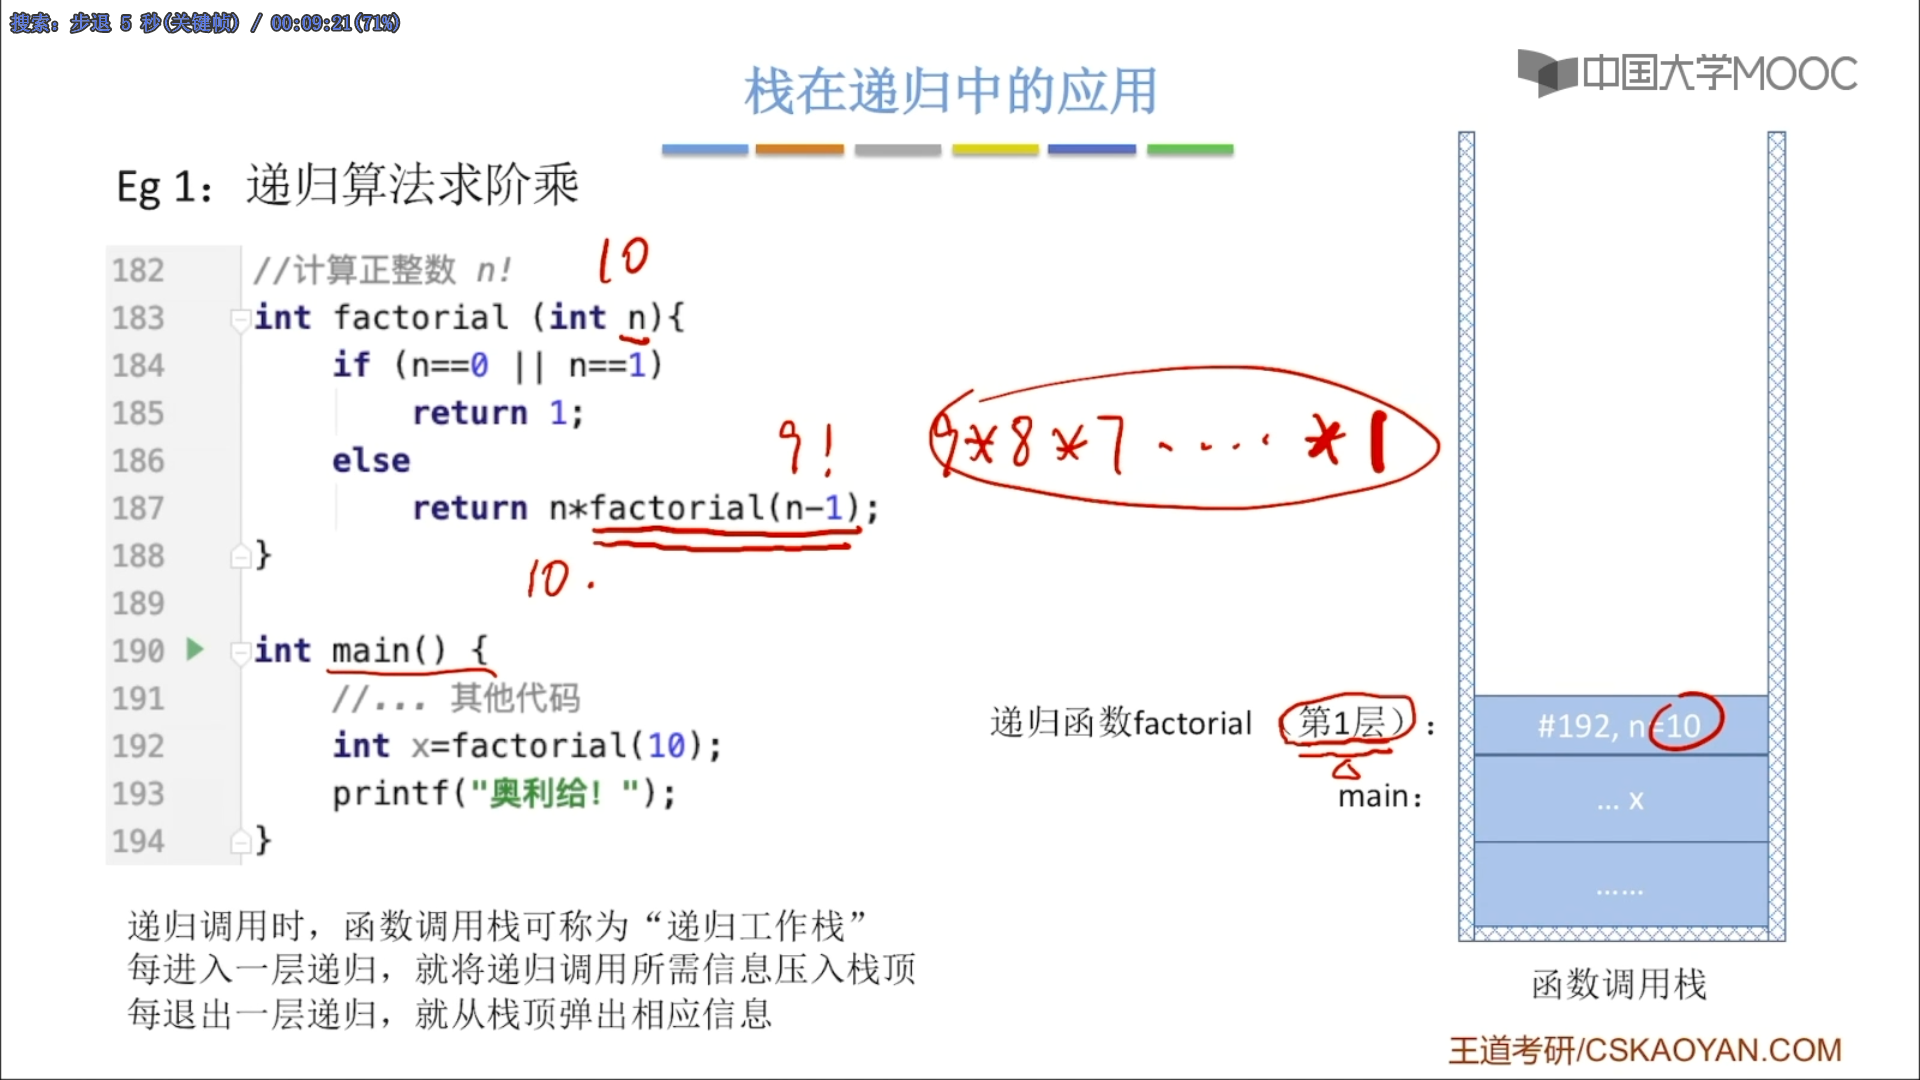 搜索: 步退 5 秒(关键帧) / 00:09:21(71%)
中国大学MOOC
栈在递归中的应用
Eg 1：递归算法求阶乘
10
182 //计算正整数 n!
183 int factorial (int n){
184 if (n==0 || n==1)
185 return 1;
186 else
9!
9*8*7.....*1
187 return n*factorial(n-1);
188 }
10.
189
190 int main() {
191 //... 其他代码
192 int x=factorial(10);
193 printf("奥利给！");
194 }
递归函数factorial （第1层）：
#192, n=10
main：
... x
……
函数调用栈
递归调用时，函数调用栈可称为“递归工作栈”
每进入一层递归，就将递归调用所需信息压入栈顶
每退出一层递归，就从栈顶弹出相应信息
王道考研/CSKAOYAN.COM